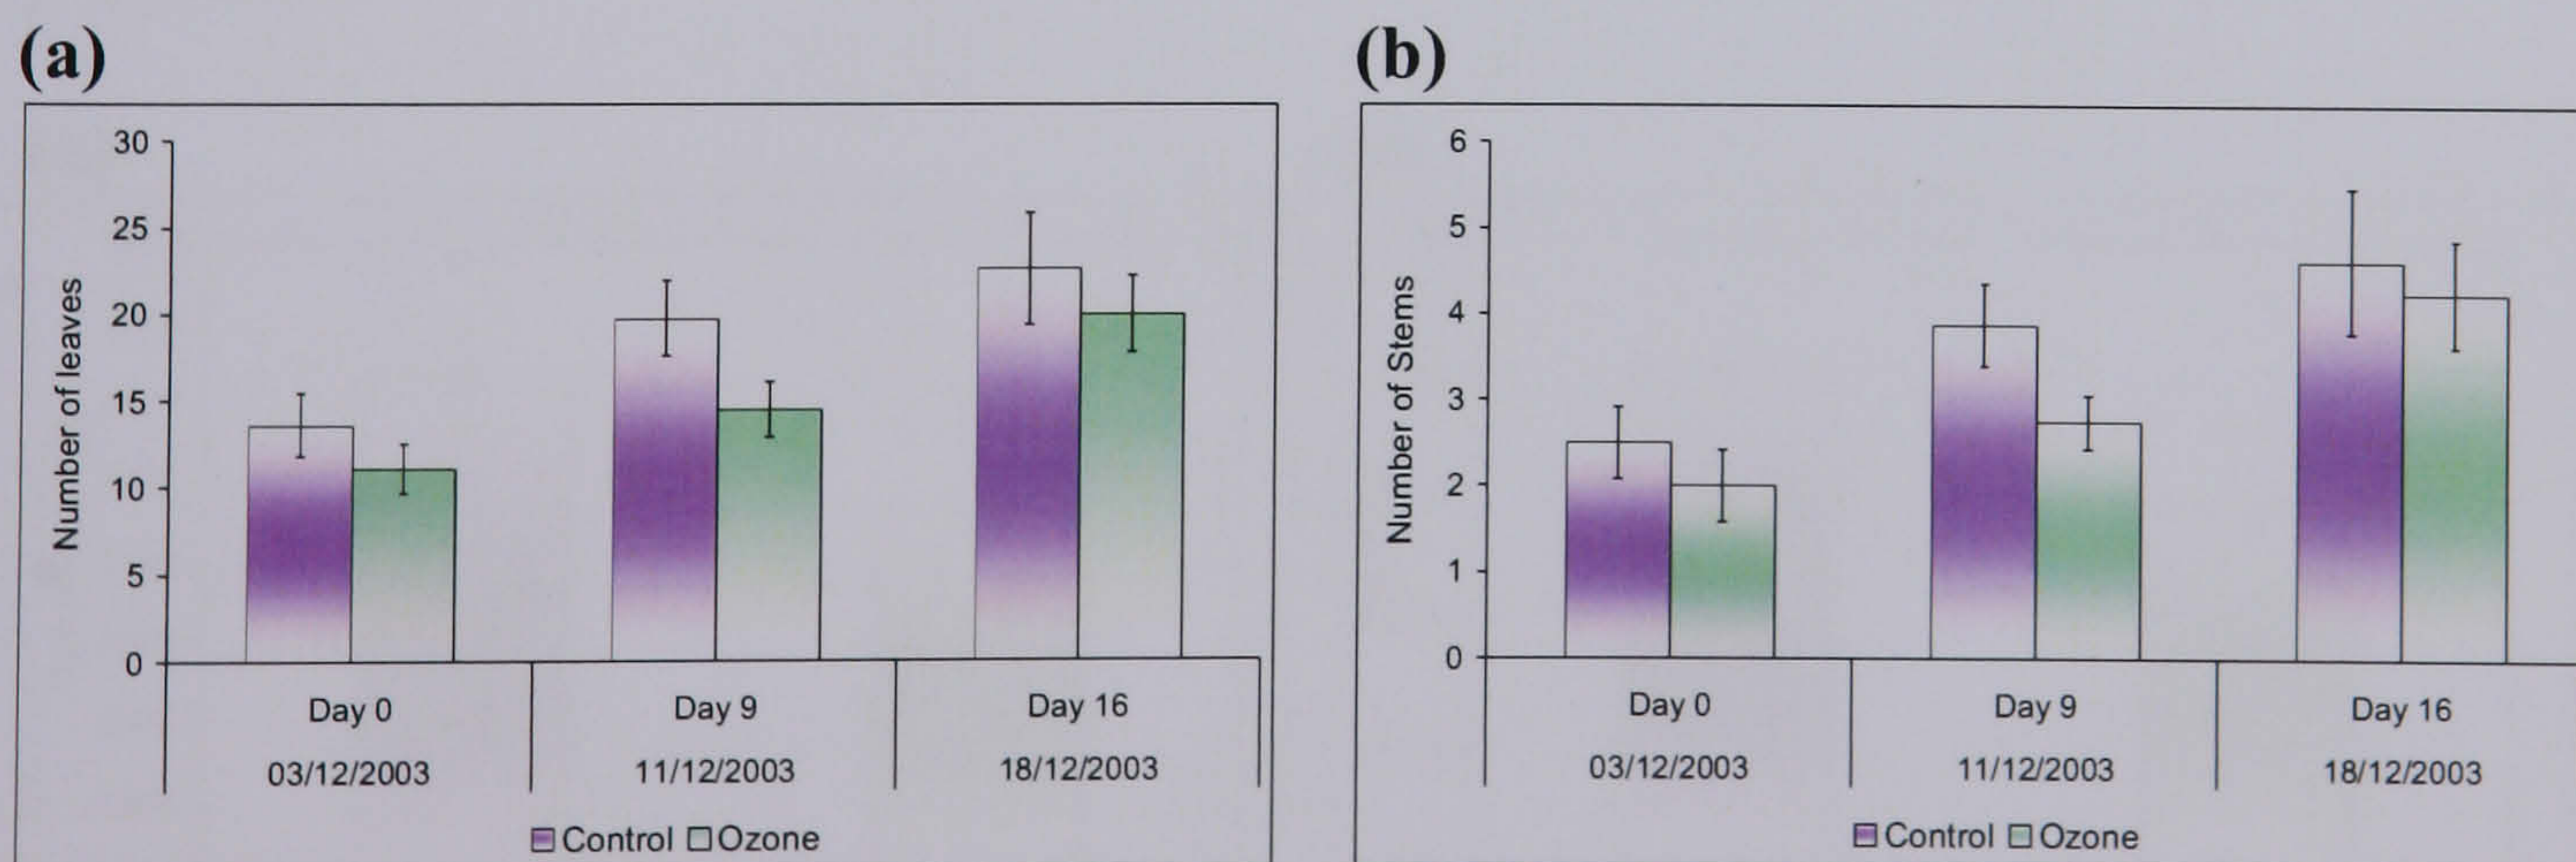 (a)
30
25
20
15
10
5
0
Number of leaves
Day 0 Day 9 Day 16
03/12/2003 11/12/2003 18/12/2003
Control Ozone
(b)
6
5
4
3
2
1
0
Number of Stems
Day 0 Day 9 Day 16
03/12/2003 11/12/2003 18/12/2003
Control Ozone